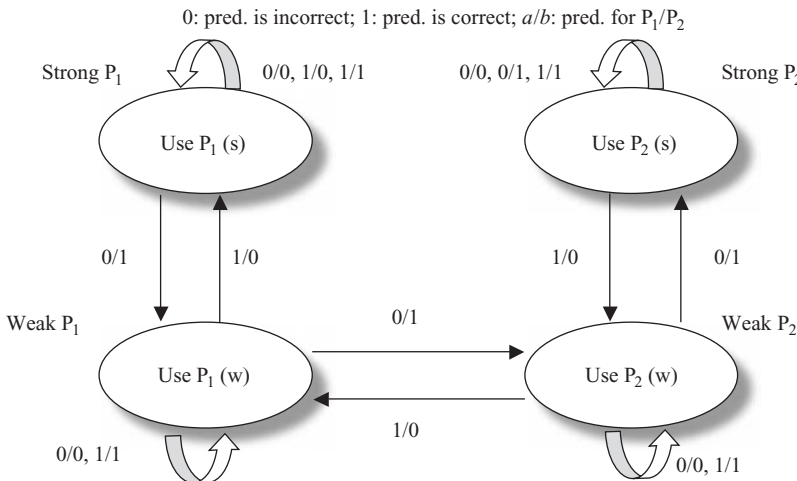 0: pred. is incorrect; 1: pred. is correct; a/b: pred. for P₁/P₂
Strong P₁
0/0, 1/0, 1/1
0/0, 0/1, 1/1
Strong P₂
Use P₁ (s)
Use P₂ (s)
0/1
1/0
1/0
0/1
Weak P₁
0/1
Weak P₂
Use P₁ (w)
Use P₂ (w)
1/0
0/0, 1/1
0/0, 1/1